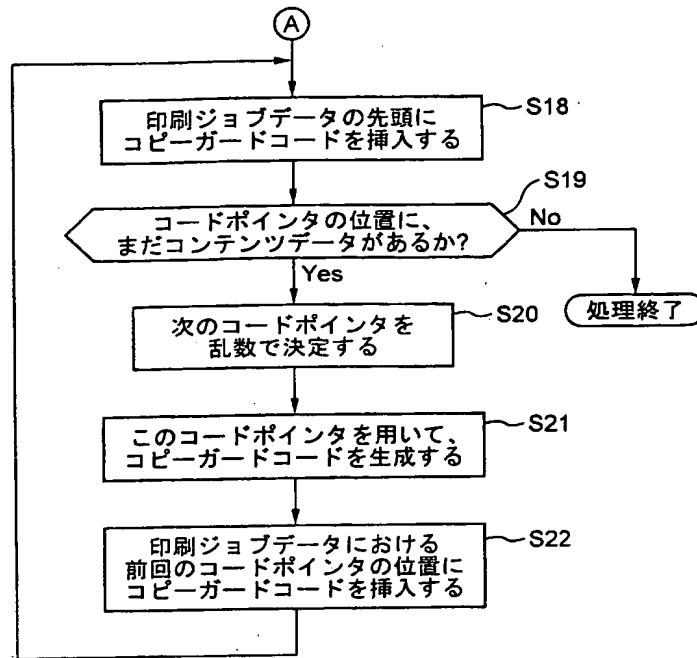 A
印刷ジョブデータの先頭に
コピーガードコードを挿入する
S18
コードポインタの位置に、
まだコンテンツデータがあるか?
S19
No
Yes
処理終了
次のコードポインタを
乱数で決定する
S20
このコードポインタを用いて、
コピーガードコードを生成する
S21
印刷ジョブデータにおける
前回のコードポインタの位置に
コピーガードコードを挿入する
S22